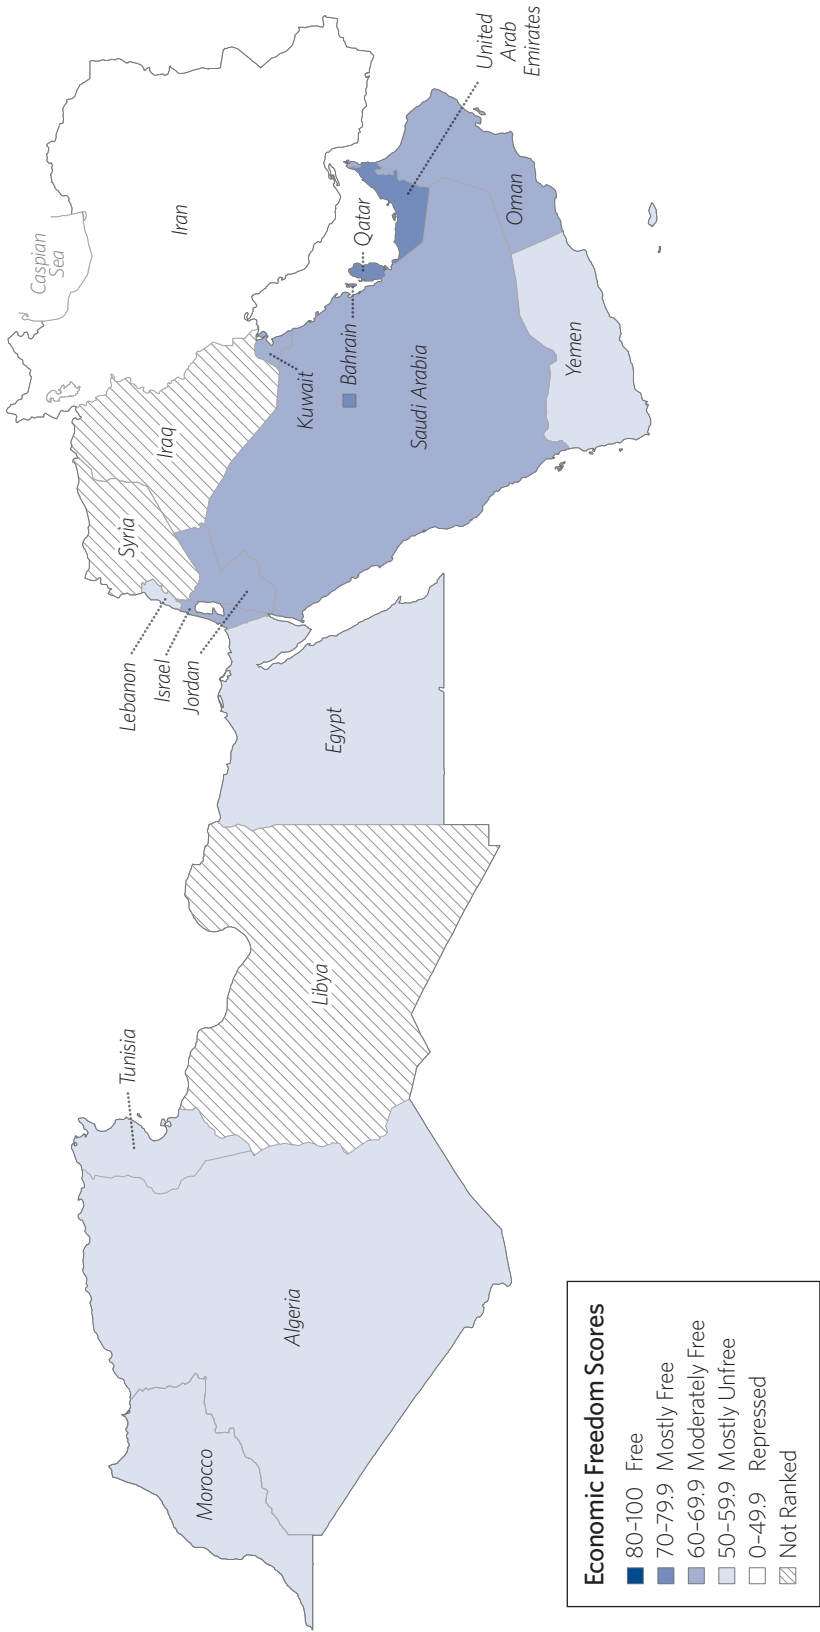 Morocco
Algeria
Tunisia
Libya
Egypt
Lebanon
Israel
Jordan
Syria
Iraq
Kuwait
Bahrain
Qatar
Saudi Arabia
Yemen
Oman
United
Arab
Emirates
Iran
Caspian
Sea
Economic Freedom Scores
80–100 Free
70–79.9 Mostly Free
60–69.9 Moderately Free
50–59.9 Mostly Unfree
0–49.9 Repressed
Not Ranked